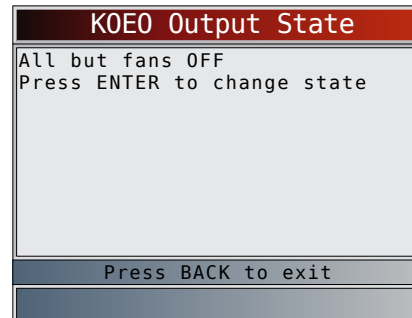 KOEO Output State
All but fans OFF
Press ENTER to change state
Press BACK to exit